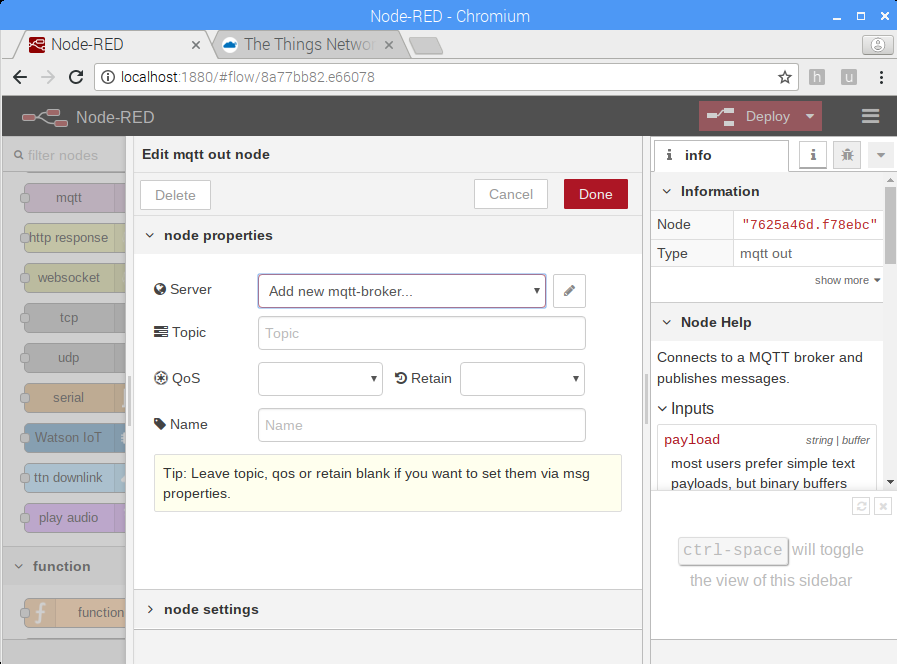 Node-RED - Chromium
Node-RED
The Things Netwo
localhost:1880/#flow/8a77bb82.e66078
h
u
Node-RED
Deploy
filter nodes
mqtt
http response
websocket
tcp
udp
serial
Watson IoT
ttn downlink
play audio
function
function
Edit mqtt out node
Delete
Cancel
Done
node properties
Server
Add new mqtt-broker...
Topic
Topic
QoS
Retain
Name
Name
Tip: Leave topic, qos or retain blank if you want to set them via msg
properties.
node settings
info
Information
Node "7625a46d.f78ebc"
Type mqtt out
show more
Node Help
Connects to a MQTT broker and
publishes messages.
Inputs
payload string | buffer
most users prefer simple text
payloads, but binary buffers
ctrl-space will toggle
the view of this sidebar